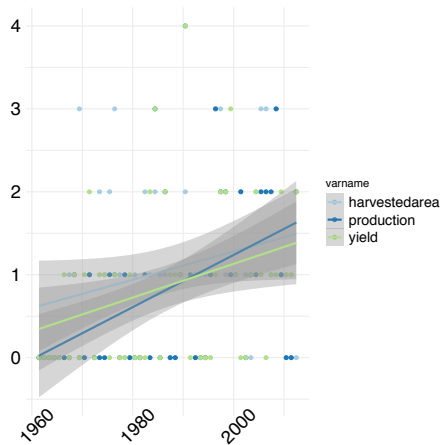 4
3
2
1
0
1960
1980
2000
varname
harvestedarea
production
yield